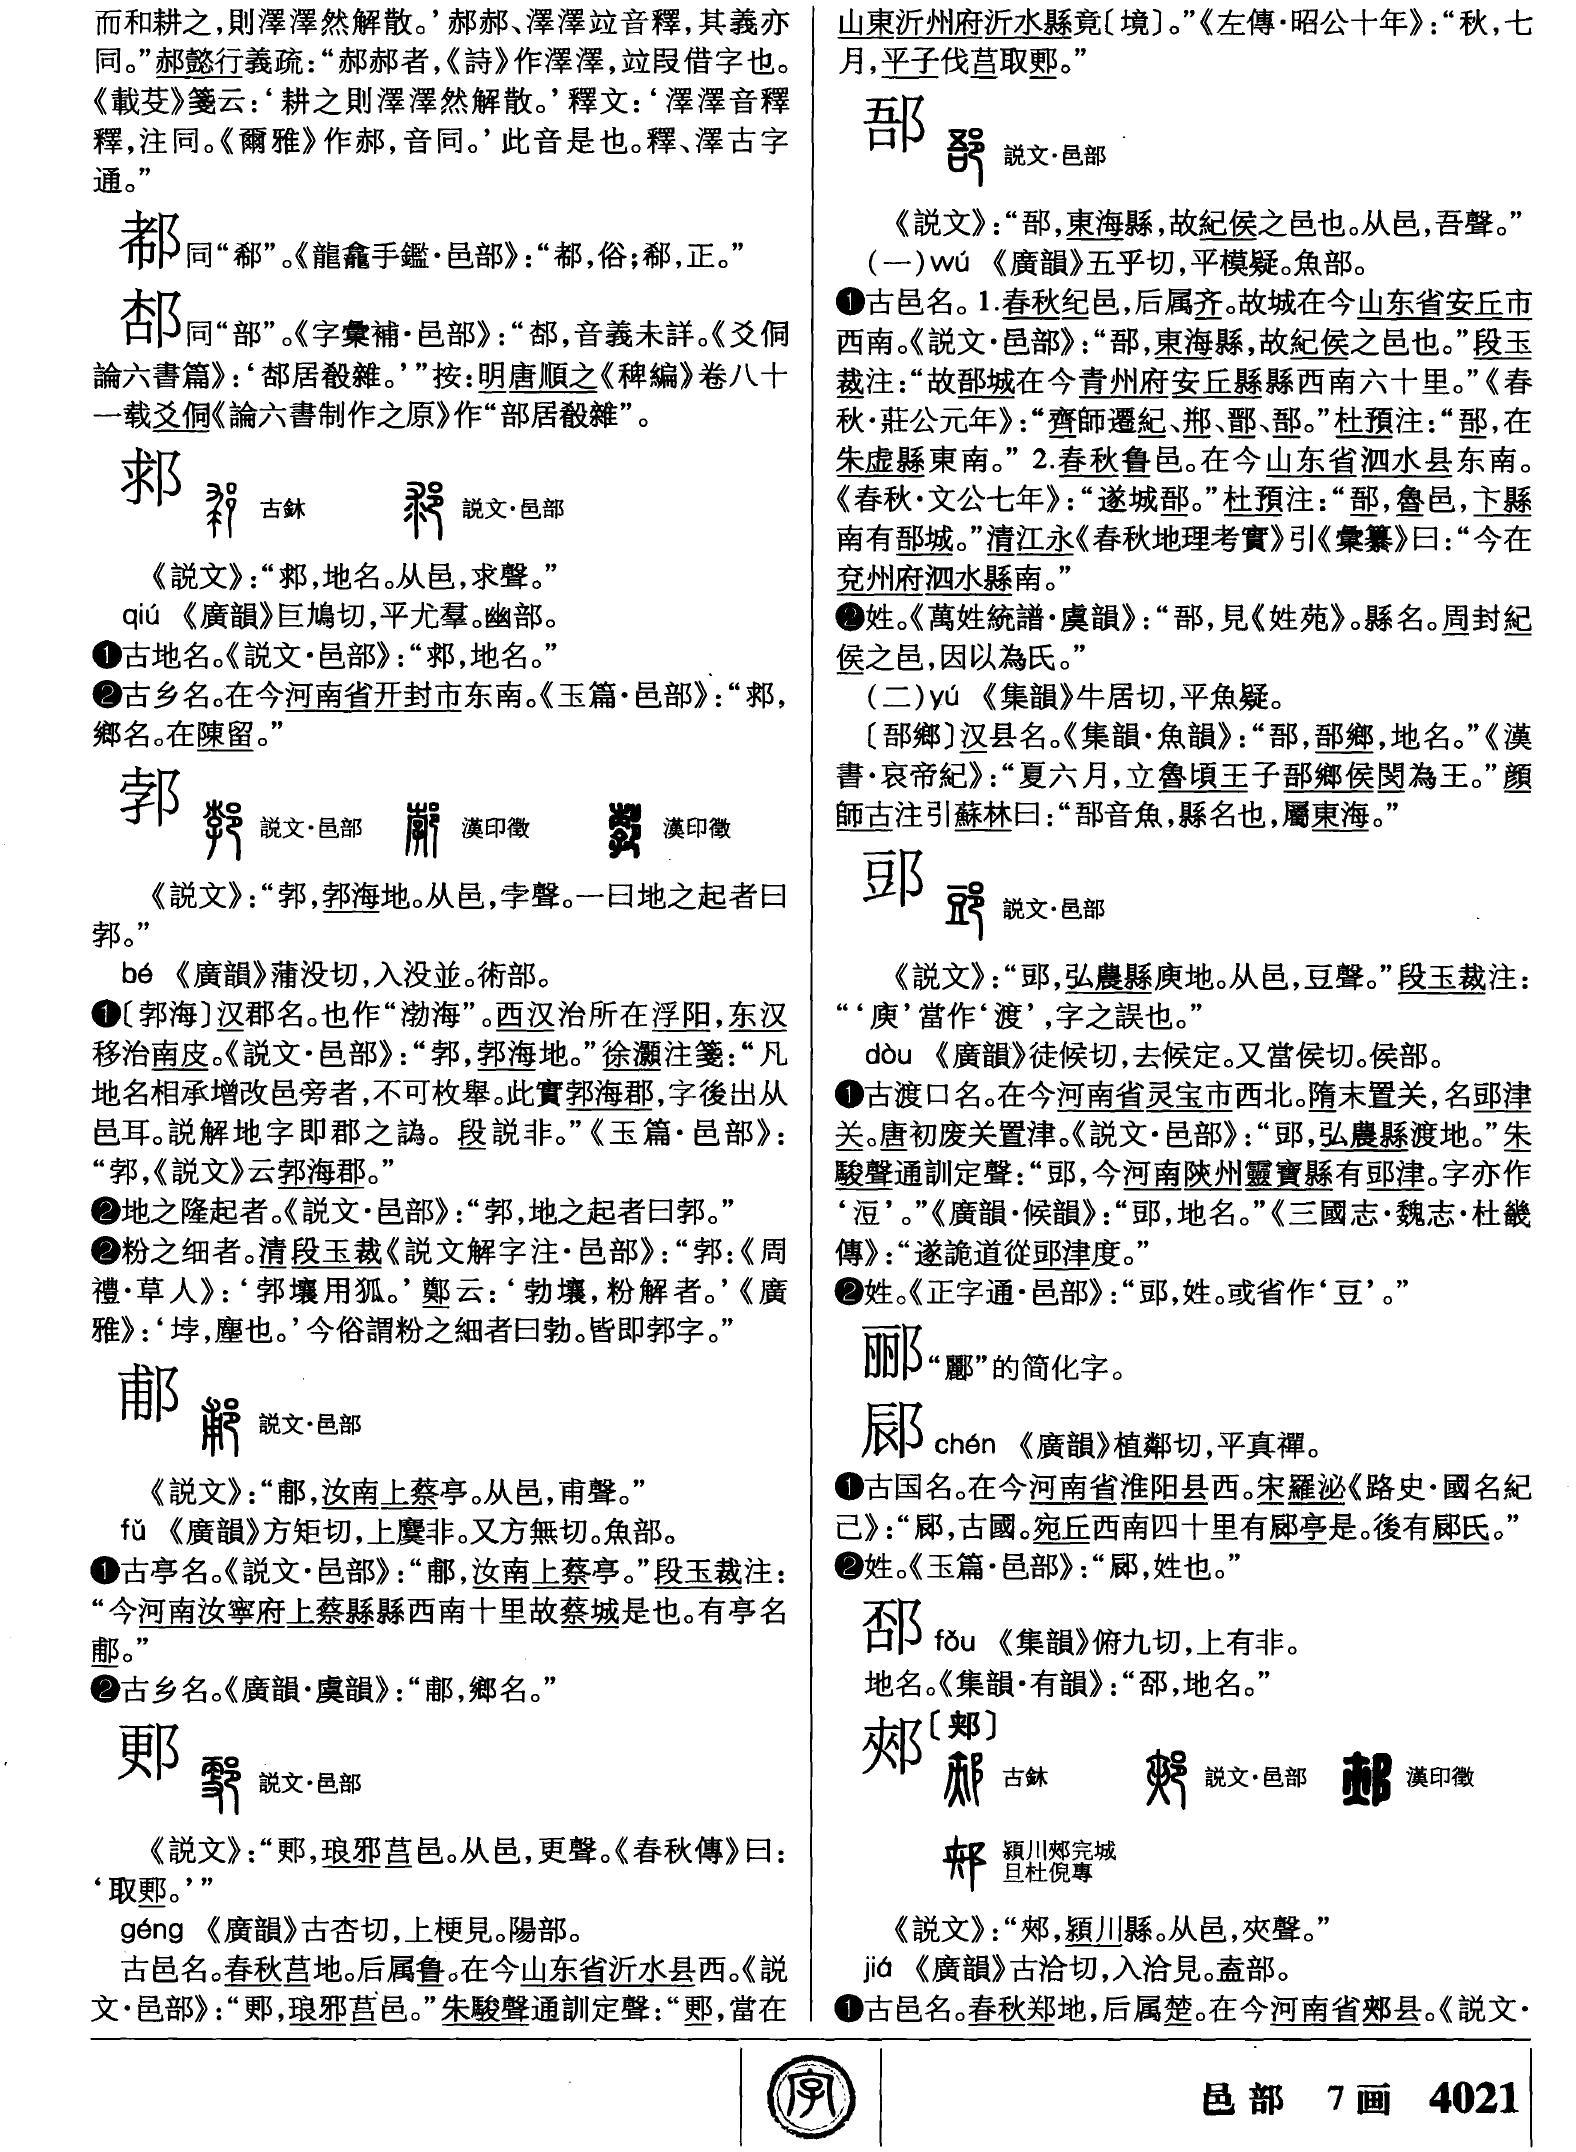 而和耕之，則澤澤然解散。’郝郝、澤澤竝音釋，其義亦
同。”郝懿行義疏：“郝郝者，《詩》作澤澤，竝叚借字也。
《載芟》箋云：‘耕之則澤澤然解散。’釋文：‘澤澤音釋
釋，注同。《爾雅》作郝，音同。’此音是也。釋、澤古字
通。”
同“郗”。《龍龕手鑑·邑部》：“𨛋，俗；郗，正。”
同“部”。《字彙補·邑部》：“䣌，音義未詳。《爻侗
論六書篇》：‘居殽雜。’”按：明唐順之《稗編》卷八十
一载爻侗《論六書制作之原》作“部居殽雜”。
郣
古鉥 説文·邑部
《説文》：“郂，地名。从邑，求聲。”
qiú 《廣韻》巨鳩切，平尤羣。幽部。
❶古地名。《説文·邑部》：“，地名。”
❷古乡名。在今河南省开封市东南。《玉篇·邑部》：“，
鄉名。在陳留。”
郣
説文·邑部 漢印徵 漢印徵
《説文》：“郣，郣海地。从邑，孛聲。一曰地之起者曰
郣。”
bé 《廣韻》蒲没切，入没並。術部。
❶〔郣海〕汉郡名。也作“渤海”。西汉治所在浮阳，东汉
移治南皮。《説文·邑部》：“郣，郣海地。”徐灝注箋：“凡
地名相承增改邑旁者，不可枚舉。此實郣海郡，字後出从
邑耳。説解地字即郡之譌。段説非。”《玉篇·邑部》：
“郣，《説文》云郣海郡。”
❷地之隆起者。《説文·邑部》：“郣，地之起者曰郣。”
❷粉之细者。清段玉裁《説文解字注·邑部》：“郣：《周
禮·草人》：‘郣壤用狐。’鄭云：‘勃壤，粉解者。’《廣
雅》：‘㶿，塵也。’今俗謂粉之細者曰勃。皆即郣字。”
郙
説文·邑部
《説文》：“郙，汝南上蔡亭。从邑，甫聲。”
fǔ 《廣韻》方矩切，上麌非。又方無切。魚部。
❶古亭名。《説文·邑部》：“郙，汝南上蔡亭。”段玉裁注：
“今河南汝寧府上蔡縣縣西南十里故蔡城是也。有亭名
郙。”
❷古乡名。《廣韻·虞韻》：“郙，鄉名。”
郠
説文·邑部
《説文》：“郠，琅邪莒邑。从邑，更聲。《春秋傳》曰：
‘取郠。’”
géng 《廣韻》古杏切，上梗見。陽部。
古邑名。春秋莒地。后属鲁。在今山东省沂水县西。《説
文·邑部》：“郠，琅邪莒邑。”朱駿聲通訓定聲：“郠，當在
山東沂州府沂水縣竟〔境〕。”《左傳·昭公十年》：“秋，七
月，平子伐莒取郠。”
郚
説文·邑部
《説文》：“郚，東海縣，故紀侯之邑也。从邑，吾聲。”
(一)wú 《廣韻》五乎切，平模疑。魚部。
❶古邑名。1.春秋纪邑，后属齐。故城在今山东省安丘市
西南。《説文·邑部》：“郚，東海縣，故紀侯之邑也。”段玉
裁注：“故郚城在今青州府安丘縣縣西南六十里。”《春
秋·莊公元年》：“齊師遷紀、郱、鄑、郚。”杜預注：“郚，在
朱虚縣東南。”2.春秋鲁邑。在今山东省泗水县东南。
《春秋·文公七年》：“遂城郚。”杜預注：“郚，魯邑，卞縣
南有郚城。”清江永《春秋地理考實》引《彙纂》曰：“今在
兗州府泗水縣南。”
❷姓。《萬姓統譜·虞韻》：“郚，見《姓苑》。縣名。周封紀
侯之邑，因以為氏。”
(二)yú 《集韻》牛居切，平魚疑。
〔郚鄉〕汉县名。《集韻·魚韻》：“郚，郚鄉，地名。”《漢
書·哀帝紀》：“夏六月，立魯頃王子郚鄉侯閔為王。”顔
師古注引蘇林曰：“郚音魚，縣名也，屬東海。”
郖
説文·邑部
《説文》：“郖，弘農縣庾地。从邑，豆聲。”段玉裁注：
“‘庾’當作‘渡’，字之誤也。”
dòu 《廣韻》徒候切，去候定。又當侯切。侯部。
❶古渡口名。在今河南省灵宝市西北。隋末置关，名郖津
关。唐初废关置津。《説文·邑部》：“郖，弘農縣渡地。”朱
駿聲通訓定聲：“郖，今河南陝州靈寶縣有郖津。字亦作
‘浢’。”《廣韻·候韻》：“郖，地名。”《三國志·魏志·杜畿
傳》：“遂詭道從郖津度。”
❷姓。《正字通·邑部》：“郖，姓。或省作‘豆’。”
郦“酈”的简化字。
郕chén 《廣韻》植鄰切，平真禪。
❶古国名。在今河南省淮阳县西。宋羅泌《路史·國名紀
己》：“，古國。宛丘西南四十里有亭是。後有氏。”
❷姓。《玉篇·邑部》：“，姓也。”
fǒu 《集韻》俯九切，上有非。
地名。《集韻·有韻》：“，地名。”
郟〔郏〕
古鉥 説文·邑部 漢印徵
潁川郟完城
旦杜倪專
《説文》：“郟，潁川縣。从邑，夾聲。”
jiá 《廣韻》古洽切，入洽見。盍部。
❶古邑名。春秋郑地，后属楚。在今河南省郏县。《説文·
字
邑部 7画 4021